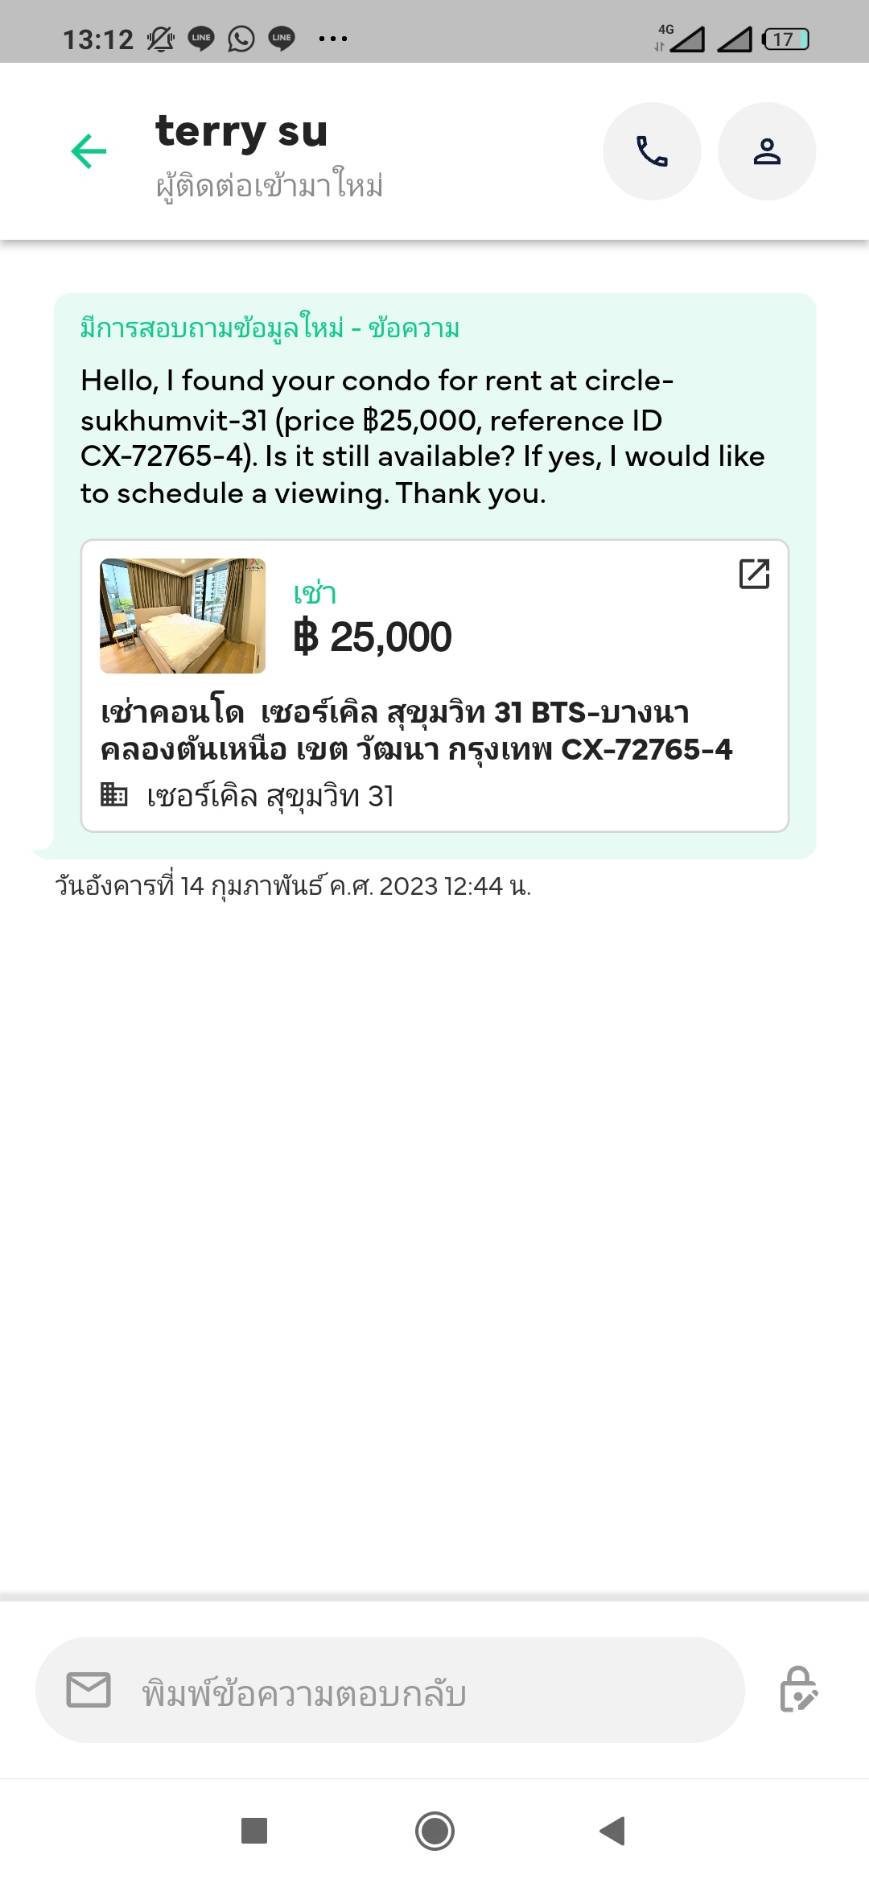 13:12 LINE LINE ... 4G 17
terry su
ผู้ติดต่อเข้ามาใหม่
มีการสอบถามข้อมูลใหม่ - ข้อความ
Hello, I found your condo for rent at circle-
sukhumvit-31 (price ฿25,000, reference ID
CX-72765-4). Is it still available? If yes, I would like
to schedule a viewing. Thank you.
เช่า
฿ 25,000
เช่าคอนโด เซอร์เคิล สุขุมวิท 31 BTS-บางนา
คลองตันเหนือ เขต วัฒนา กรุงเทพ CX-72765-4
เซอร์เคิล สุขุมวิท 31
วันอังคารที่ 14 กุมภาพันธ์ ค.ศ. 2023 12:44 น.
พิมพ์ข้อความตอบกลับ